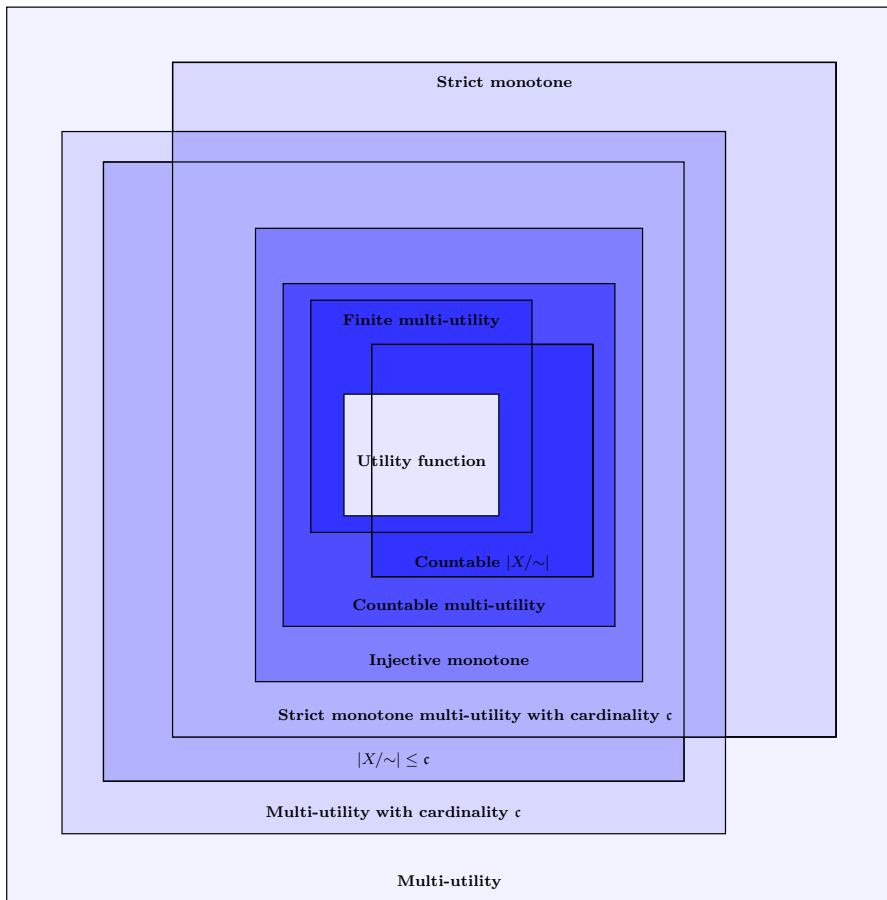 Strict monotone
Finite multi-utility
Utility function
Countable |X/∼|
Countable multi-utility
Injective monotone
Strict monotone multi-utility with cardinality 𝔠
|X/∼| ≤ 𝔠
Multi-utility with cardinality 𝔠
Multi-utility